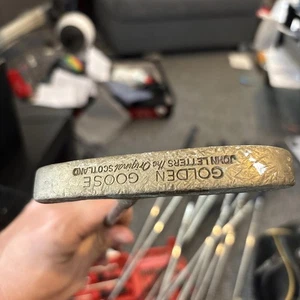 GOLDEN GOOSE
JOHN LETTERS The Original SCOTLAND